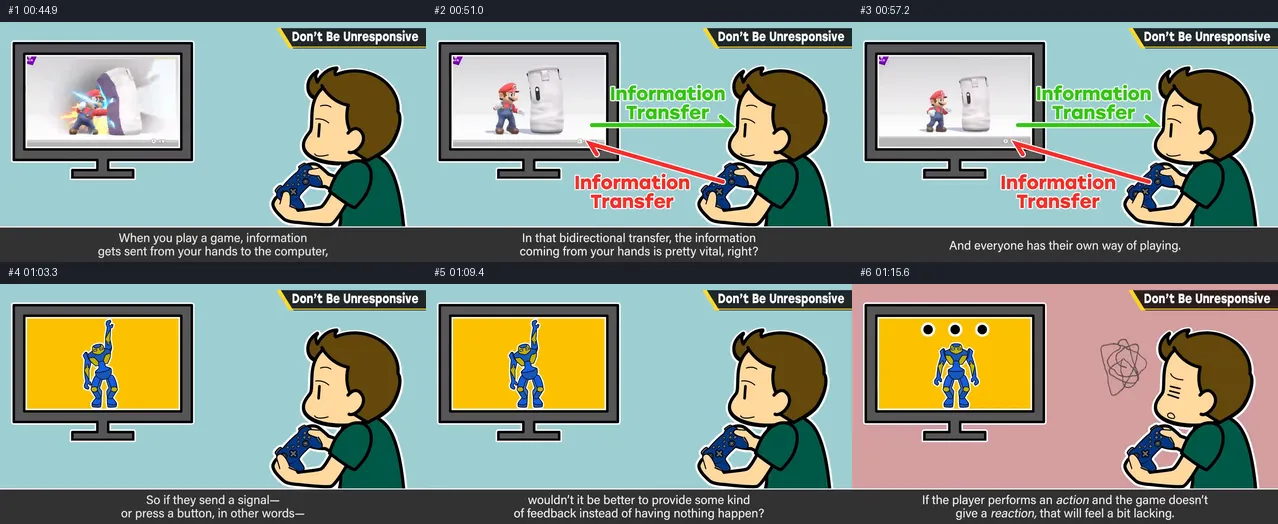 #1 00:44.9
Don't Be Unresponsive
When you play a game, information
gets sent from your hands to the computer,
#2 00:51.0
Don't Be Unresponsive
Information
Transfer
Information
Transfer
In that bidirectional transfer, the information
coming from your hands is pretty vital, right?
#3 00:57.2
Don't Be Unresponsive
Information
Transfer
Information
Transfer
And everyone has their own way of playing.
#4 01:03.3
Don't Be Unresponsive
So if they send a signal—
or press a button, in other words—
#5 01:09.4
Don't Be Unresponsive
wouldn't it be better to provide some kind
of feedback instead of having nothing happen?
#6 01:15.6
Don't Be Unresponsive
If the player performs an action and the game doesn't
give a reaction, that will feel a bit lacking.